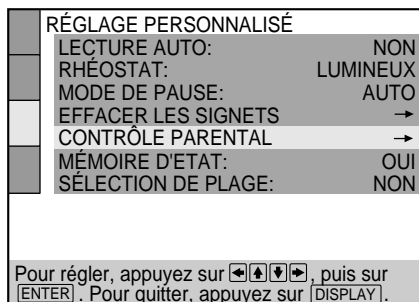 RÉGLAGE PERSONNALISÉ
LECTURE AUTO: NON
RHÉOSTAT: LUMINEUX
MODE DE PAUSE: AUTO
EFFACER LES SIGNETS →
CONTRÔLE PARENTAL →
MÉMOIRE D'ETAT: OUI
SÉLECTION DE PLAGE: NON
Pour régler, appuyez sur ←↑↓→, puis sur
ENTER. Pour quitter, appuyez sur DISPLAY.